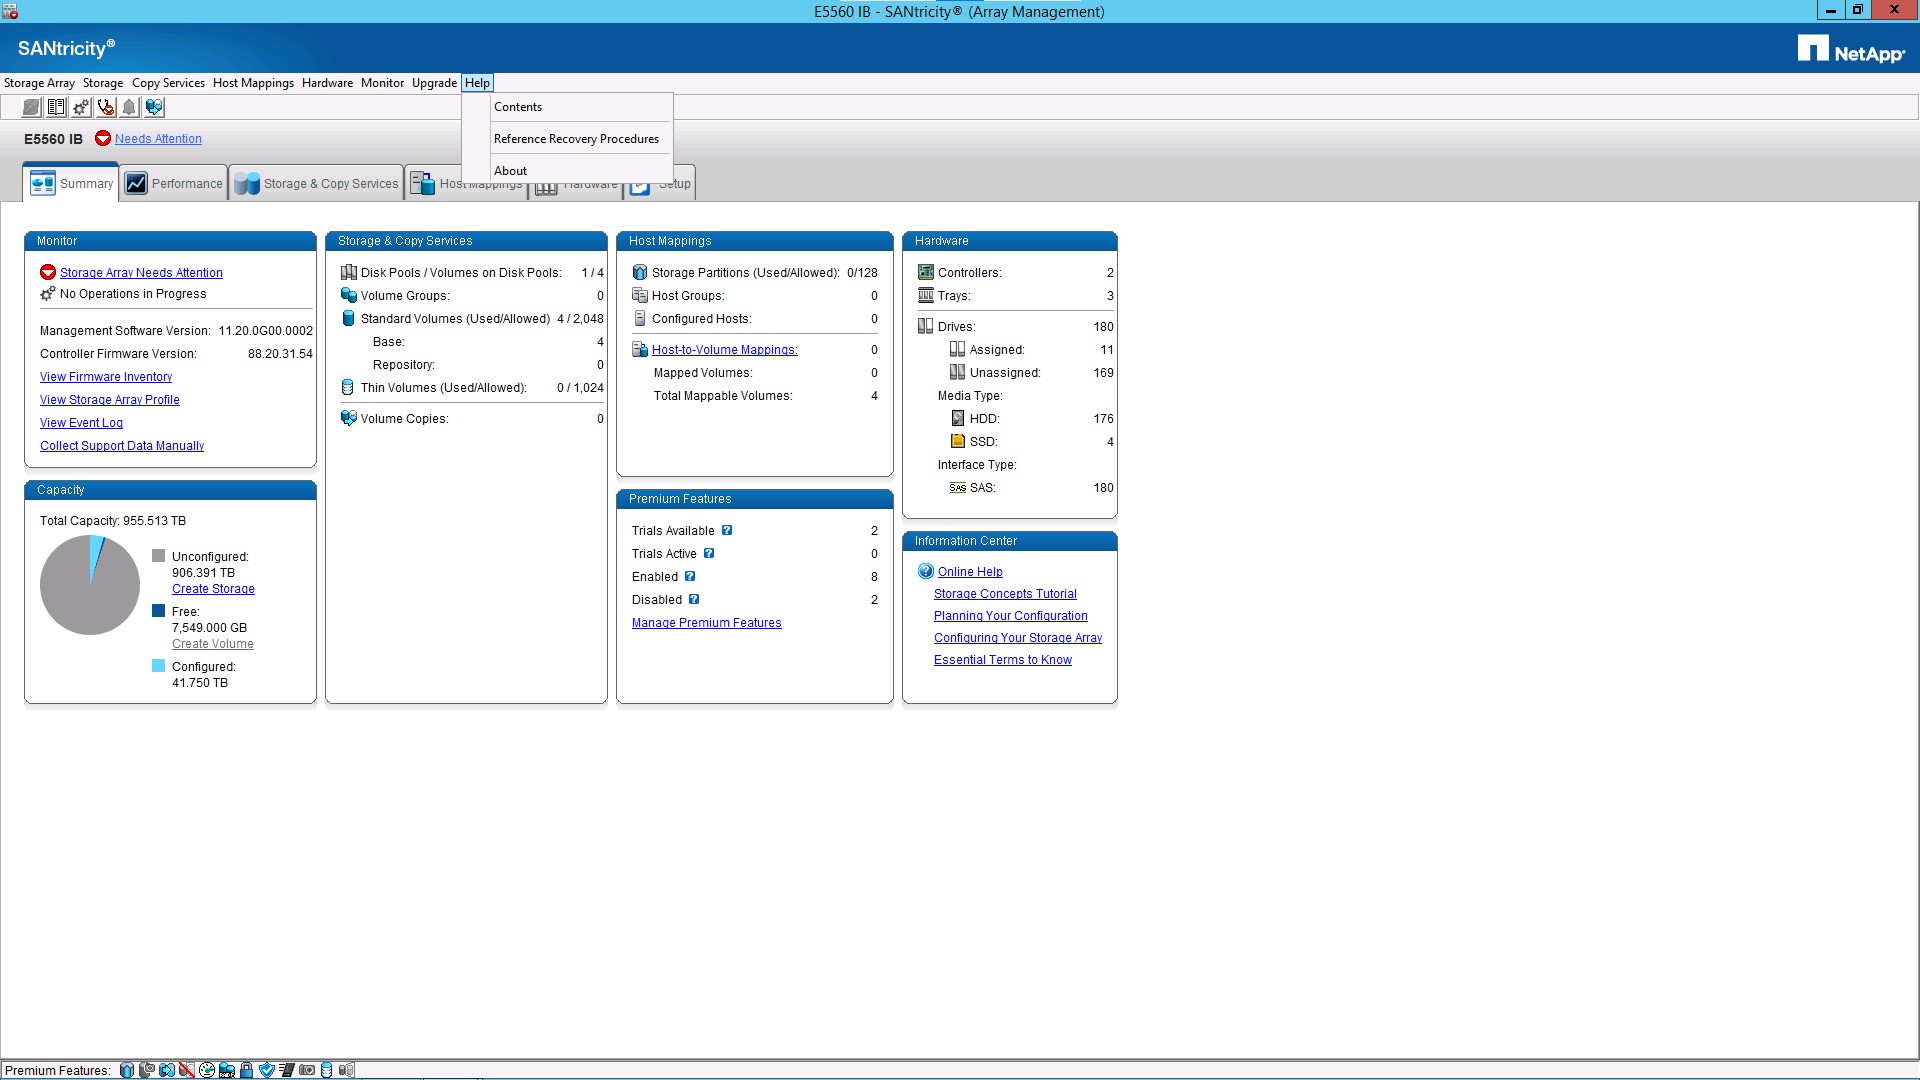 E5560 IB - SANtricity® (Array Management)
SANtricity®
NetApp®
Storage Array Storage Copy Services Host Mappings Hardware Monitor Upgrade Help
Contents
Reference Recovery Procedures
About
E5560 IB Needs Attention
Summary Performance Storage & Copy Services Host Mappings Hardware Setup
Monitor
Storage Array Needs Attention
No Operations in Progress
Management Software Version: 11.20.0G00.0002
Controller Firmware Version: 88.20.31.54
View Firmware Inventory
View Storage Array Profile
View Event Log
Collect Support Data Manually
Capacity
Total Capacity: 955.513 TB
Unconfigured:
906.391 TB
Create Storage
Free:
7,549.000 GB
Create Volume
Configured:
41.750 TB
Storage & Copy Services
Disk Pools / Volumes on Disk Pools: 1 / 4
Volume Groups: 0
Standard Volumes (Used/Allowed) 4 / 2,048
Base: 4
Repository: 0
Thin Volumes (Used/Allowed): 0 / 1,024
Volume Copies: 0
Host Mappings
Storage Partitions (Used/Allowed): 0/128
Host Groups: 0
Configured Hosts: 0
Host-to-Volume Mappings: 0
Mapped Volumes: 0
Total Mappable Volumes: 4
Premium Features
Trials Available ? 2
Trials Active ? 0
Enabled ? 8
Disabled ? 2
Manage Premium Features
Hardware
Controllers: 2
Trays: 3
Drives: 180
Assigned: 11
Unassigned: 169
Media Type:
HDD: 176
SSD: 4
Interface Type:
SAS SAS: 180
Information Center
? Online Help
Storage Concepts Tutorial
Planning Your Configuration
Configuring Your Storage Array
Essential Terms to Know
Premium Features: